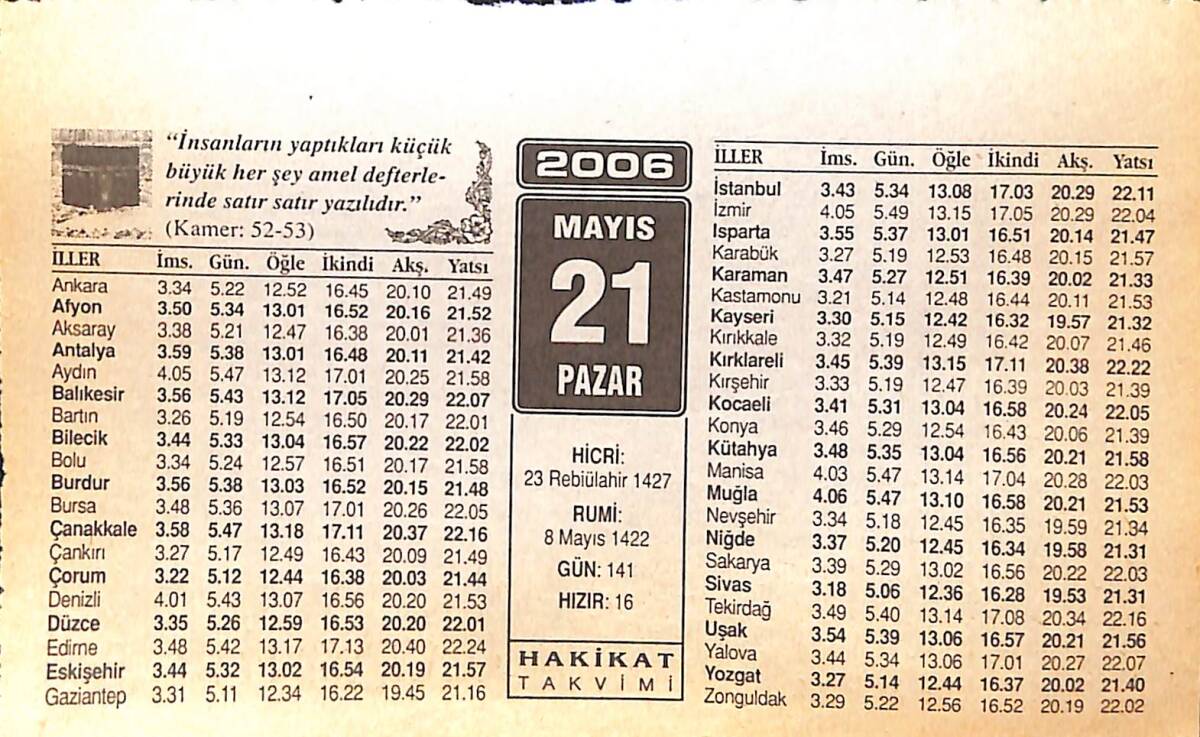 “İnsanların yaptıkları küçük
büyük her şey amel defterle-
rinde satır satır yazılıdır.”
(Kamer: 52-53)
İLLER İms. Gün. Öğle İkindi Akş. Yatsı
Ankara 3.34 5.22 12.52 16.45 20.10 21.49
Afyon 3.50 5.34 13.01 16.52 20.16 21.52
Aksaray 3.38 5.21 12.47 16.38 20.01 21.36
Antalya 3.59 5.38 13.01 16.48 20.11 21.42
Aydın 4.05 5.47 13.12 17.01 20.25 21.58
Balıkesir 3.56 5.43 13.12 17.05 20.29 22.07
Bartın 3.26 5.19 12.54 16.50 20.17 22.01
Bilecik 3.44 5.33 13.04 16.57 20.22 22.02
Bolu 3.34 5.24 12.57 16.51 20.17 21.58
Burdur 3.56 5.38 13.03 16.52 20.15 21.48
Bursa 3.48 5.36 13.07 17.01 20.26 22.05
Çanakkale 3.58 5.47 13.18 17.11 20.37 22.16
Çankırı 3.27 5.17 12.49 16.43 20.09 21.49
Çorum 3.22 5.12 12.44 16.38 20.03 21.44
Denizli 4.01 5.43 13.07 16.56 20.20 21.53
Düzce 3.35 5.26 12.59 16.53 20.20 22.01
Edirne 3.48 5.42 13.17 17.13 20.40 22.24
Eskişehir 3.44 5.32 13.02 16.54 20.19 21.57
Gaziantep 3.31 5.11 12.34 16.22 19.45 21.16
2006
MAYIS
21
PAZAR
HİCRİ:
23 Rebiülahir 1427
RUMİ:
8 Mayıs 1422
GÜN: 141
HIZIR: 16
HAKİKAT
TAKVİMİ
İLLER İms. Gün. Öğle İkindi Akş. Yatsı
İstanbul 3.43 5.34 13.08 17.03 20.29 22.11
İzmir 4.05 5.49 13.15 17.05 20.29 22.04
Isparta 3.55 5.37 13.01 16.51 20.14 21.47
Karabük 3.27 5.19 12.53 16.48 20.15 21.57
Karaman 3.47 5.27 12.51 16.39 20.02 21.33
Kastamonu 3.21 5.14 12.48 16.44 20.11 21.53
Kayseri 3.30 5.15 12.42 16.32 19.57 21.32
Kırıkkale 3.32 5.19 12.49 16.42 20.07 21.46
Kırklareli 3.45 5.39 13.15 17.11 20.38 22.22
Kırşehir 3.33 5.19 12.47 16.39 20.03 21.39
Kocaeli 3.41 5.31 13.04 16.58 20.24 22.05
Konya 3.46 5.29 12.54 16.43 20.06 21.39
Kütahya 3.48 5.35 13.04 16.56 20.21 21.58
Manisa 4.03 5.47 13.14 17.04 20.28 22.03
Muğla 4.06 5.47 13.10 16.58 20.21 21.53
Nevşehir 3.34 5.18 12.45 16.35 19.59 21.34
Niğde 3.37 5.20 12.45 16.34 19.58 21.31
Sakarya 3.39 5.29 13.02 16.56 20.22 22.03
Sivas 3.18 5.06 12.36 16.28 19.53 21.31
Tekirdağ 3.49 5.40 13.14 17.08 20.34 22.16
Uşak 3.54 5.39 13.06 16.57 20.21 21.56
Yalova 3.44 5.34 13.06 17.01 20.27 22.07
Yozgat 3.27 5.14 12.44 16.37 20.02 21.40
Zonguldak 3.29 5.22 12.56 16.52 20.19 22.02